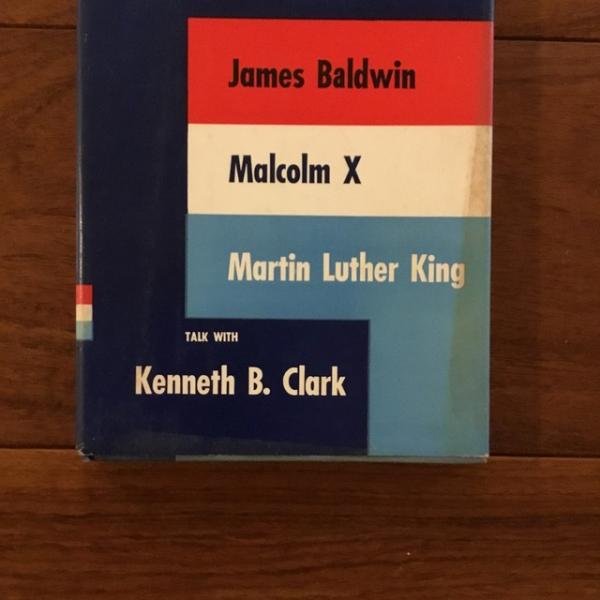 James Baldwin
Malcolm X
Martin Luther King
TALK WITH
Kenneth B. Clark